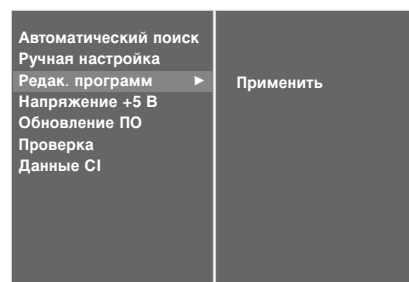 Автоматический поиск
Ручная настройка
Редак. программ ►
Применить
Напряжение +5 В
Обновление ПО
Проверка
Данные CI